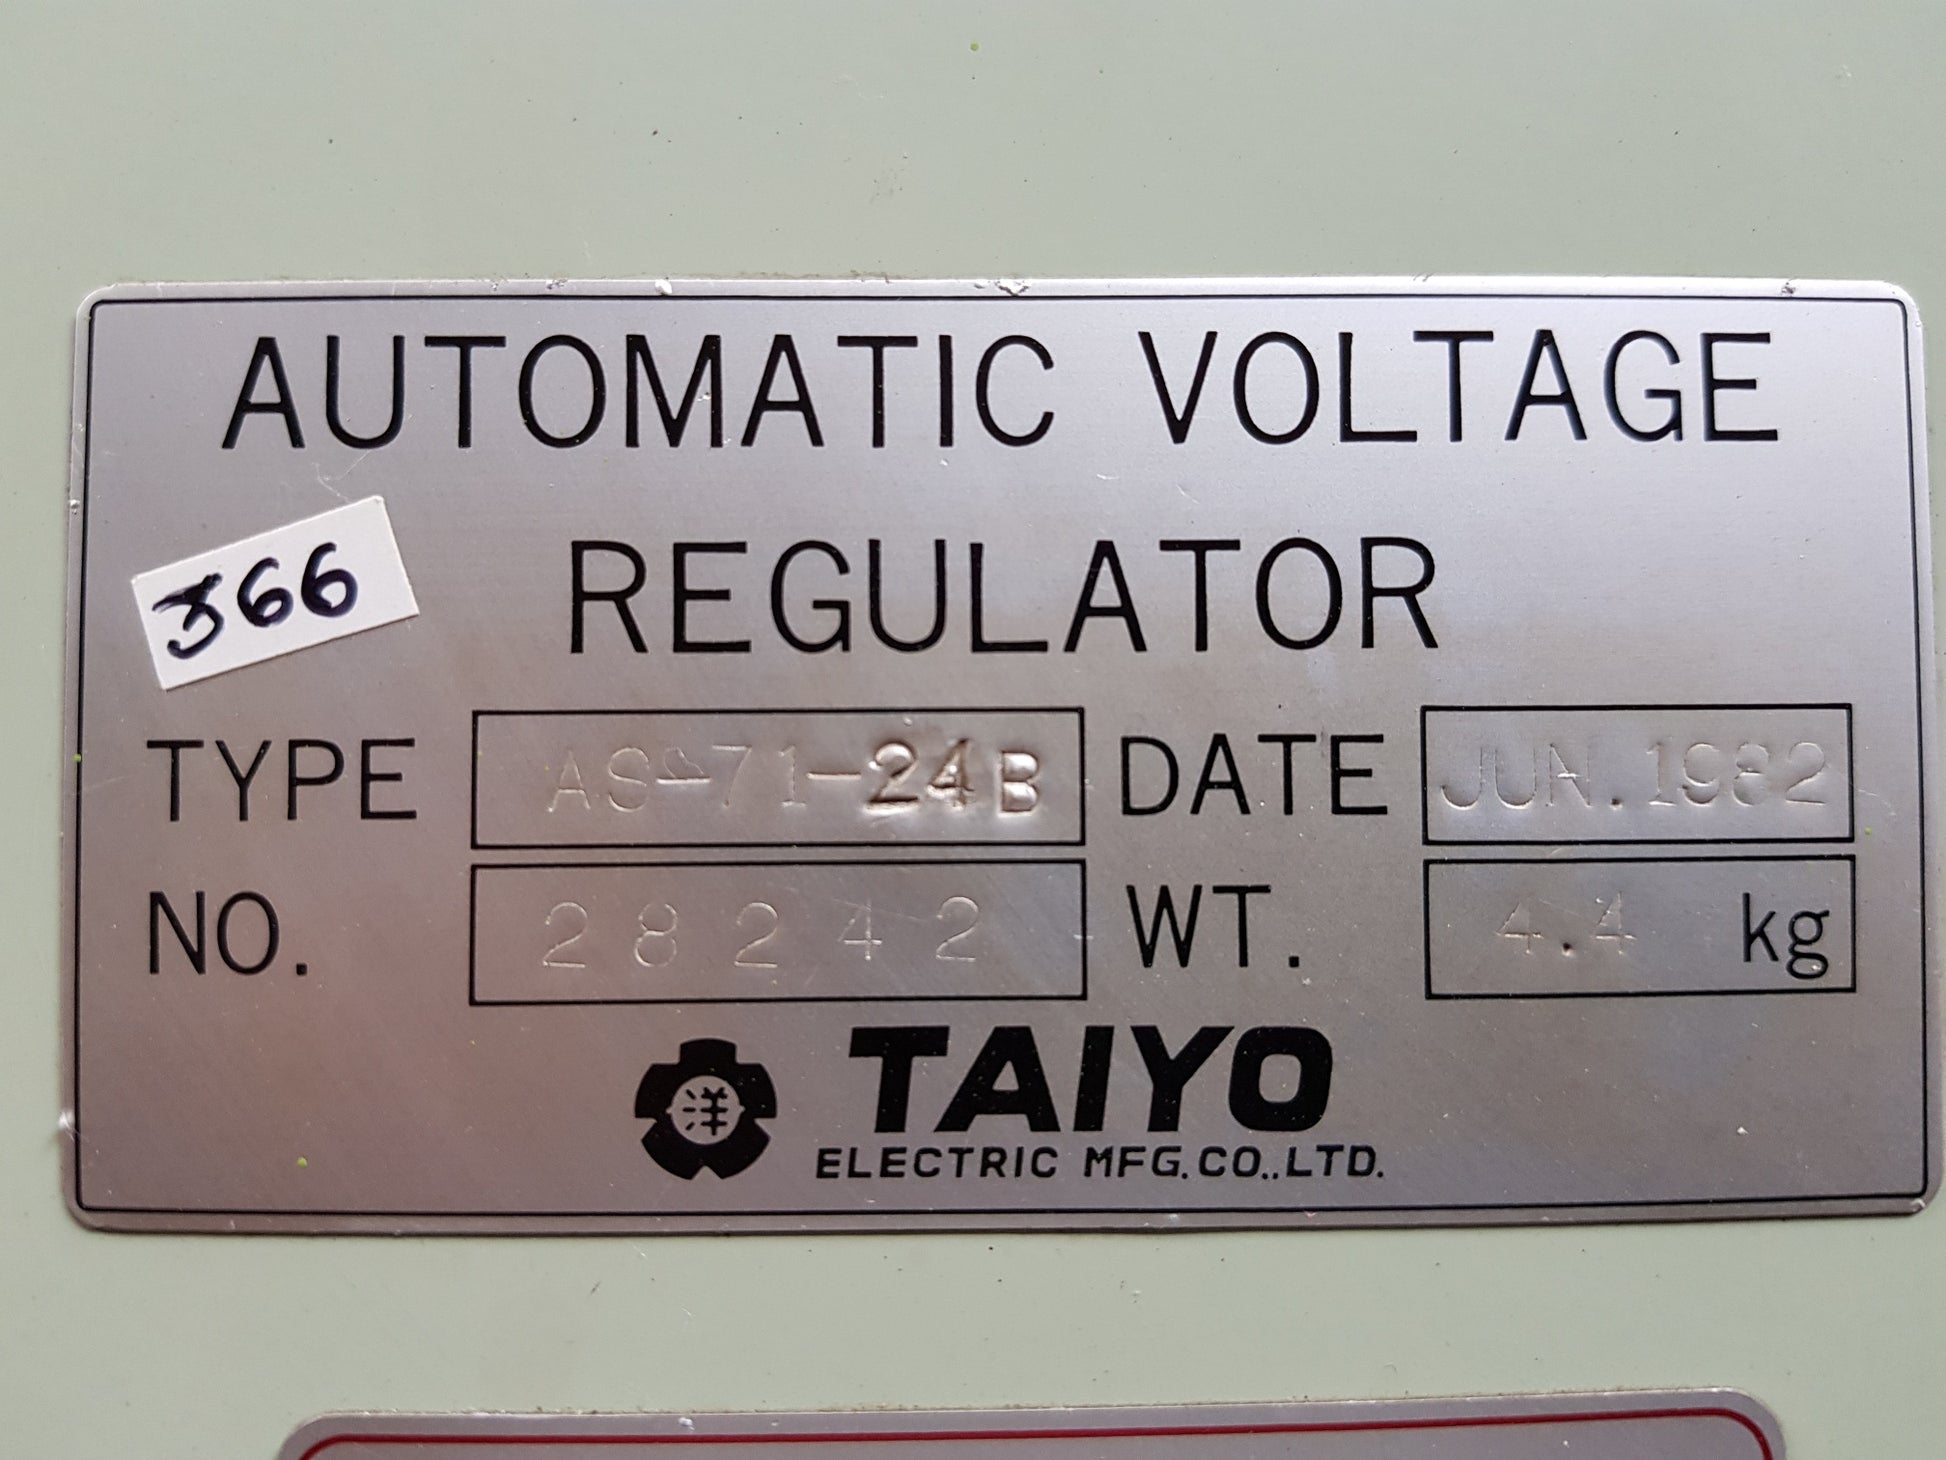 AUTOMATIC VOLTAGE
REGULATOR
366
TYPE AS-71-24B DATE JUN.1982
NO. 28242 WT. 4.4 kg
洋
TAIYO
ELECTRIC MFG.CO.,LTD.